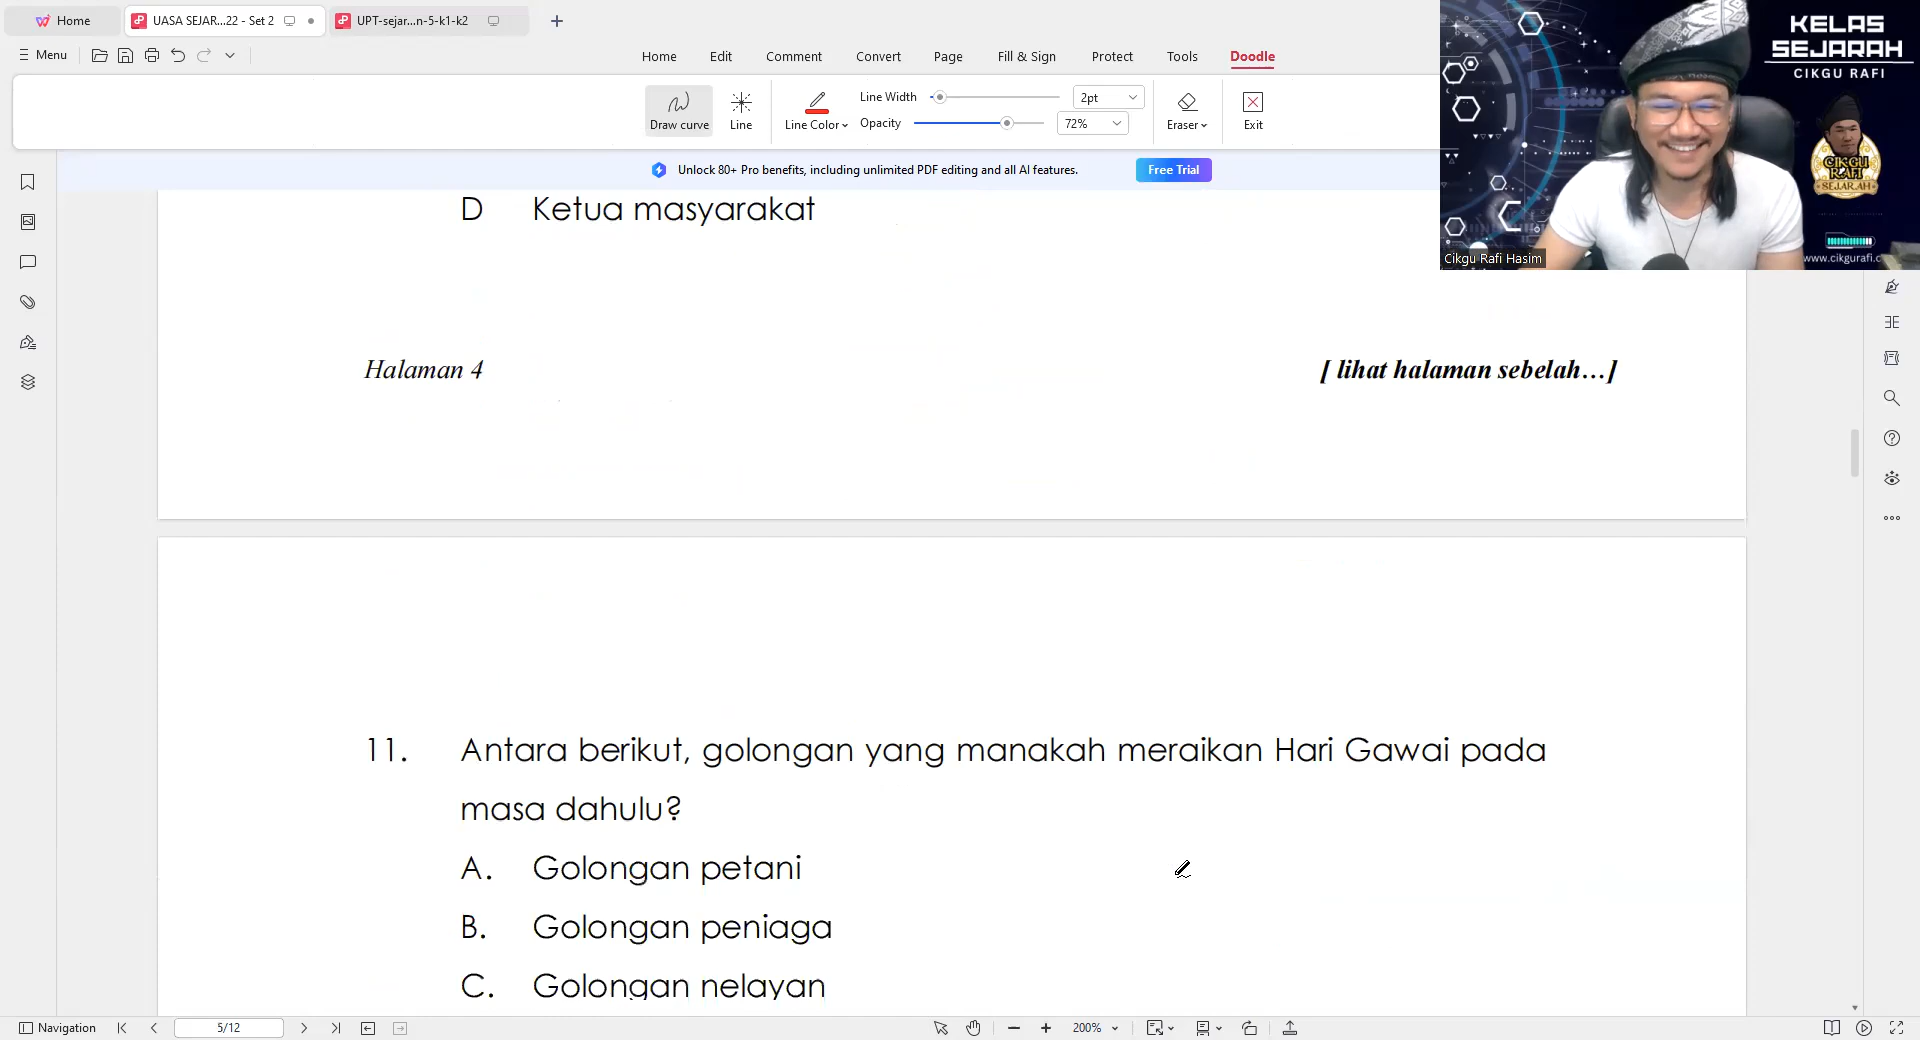 Home
UASA SEJAR...22 - Set 2
UPT-sejar...n-5-k1-k2
Menu
Home Edit Comment Convert Page Fill & Sign Protect Tools Doodle
Draw curve
Line
Line Color
Line Width
2pt
Opacity
72%
Eraser
Exit
Unlock 80+ Pro benefits, including unlimited PDF editing and all AI features.
Free Trial
KELAS
SEJARAH
CIKGU RAFI
CIKGU
RAFI
SEJARAH
www.cikgurafi.c
Cikgu Rafi Hasim
D Ketua masyarakat
Halaman 4
[ lihat halaman sebelah…]
11. Antara berikut, golongan yang manakah meraikan Hari Gawai pada
masa dahulu?
A. Golongan petani
B. Golongan peniaga
C. Golongan nelayan
Navigation
5/12
200%